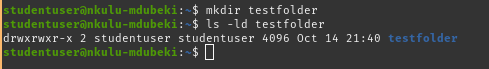 studentuser@nkulu-mdubeki:~$ mkdir testfolder
studentuser@nkulu-mdubeki:~$ ls -ld testfolder
drwxrwxr-x 2 studentuser studentuser 4096 Oct 14 21:40 testfolder
studentuser@nkulu-mdubeki:~$